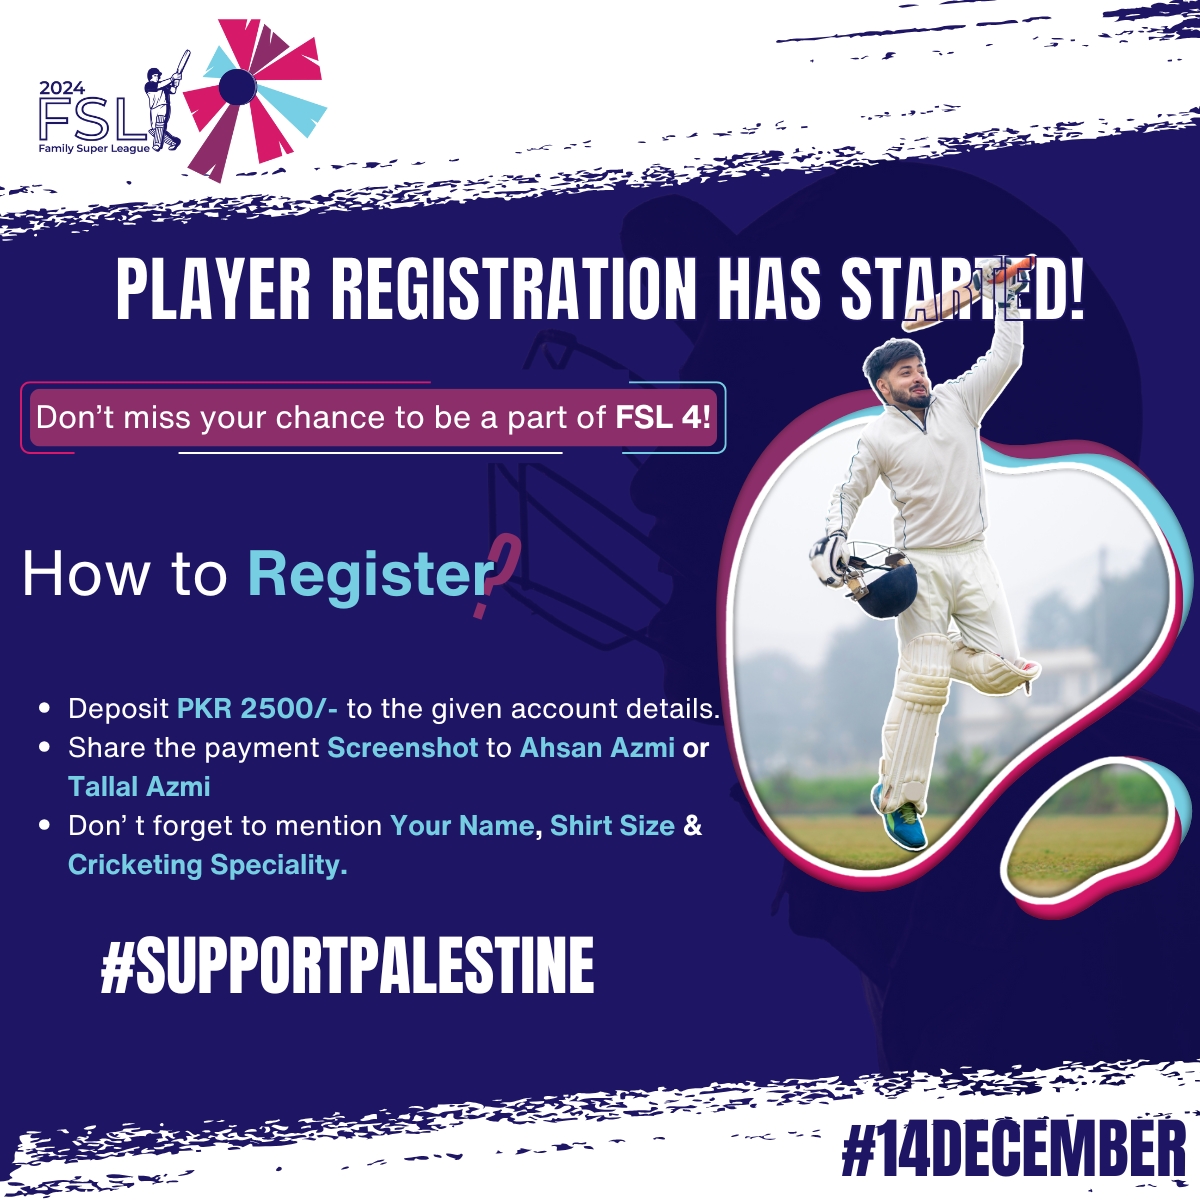 2024
FSL
Family Super League
PLAYER REGISTRATION HAS STARTED!
Don't miss your chance to be a part of FSL 4!
How to Register?
• Deposit PKR 2500/- to the given account details.
• Share the payment Screenshot to Ahsan Azmi or
Tallal Azmi
• Don' t forget to mention Your Name, Shirt Size &
Cricketing Speciality.
#SUPPORTPALESTINE
#14DECEMBER